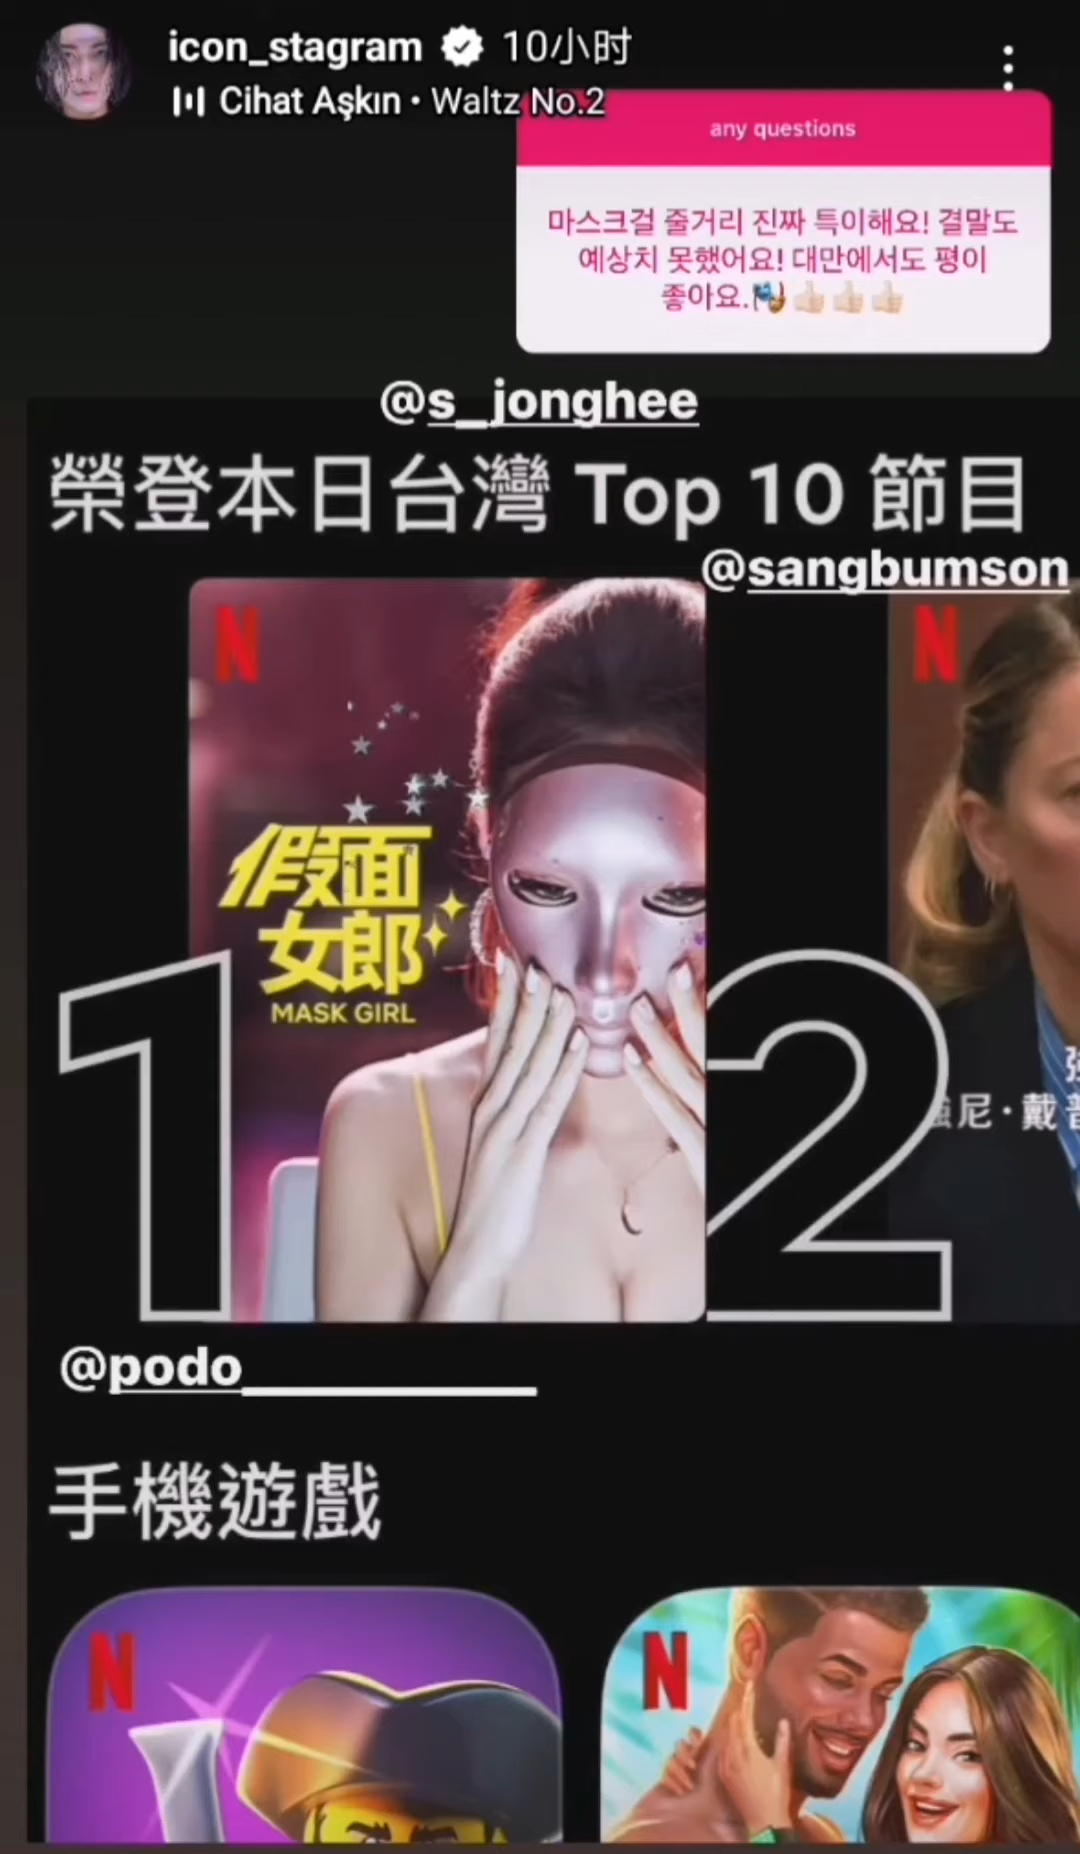 icon_stagram 10小时
Cihat Aşkın • Waltz No.2
any questions
마스크걸 줄거리 진짜 특이해요! 결말도
예상치 못했어요! 대만에서도 평이
좋아요.🎭👍🏻👍🏻👍🏻
@s_jonghee
榮登本日台灣 Top 10 節目
@sangbumson
N
N
假面
女郎
MASK GIRL
1
2
尼·戴
@podo__________
手機遊戲
N
N